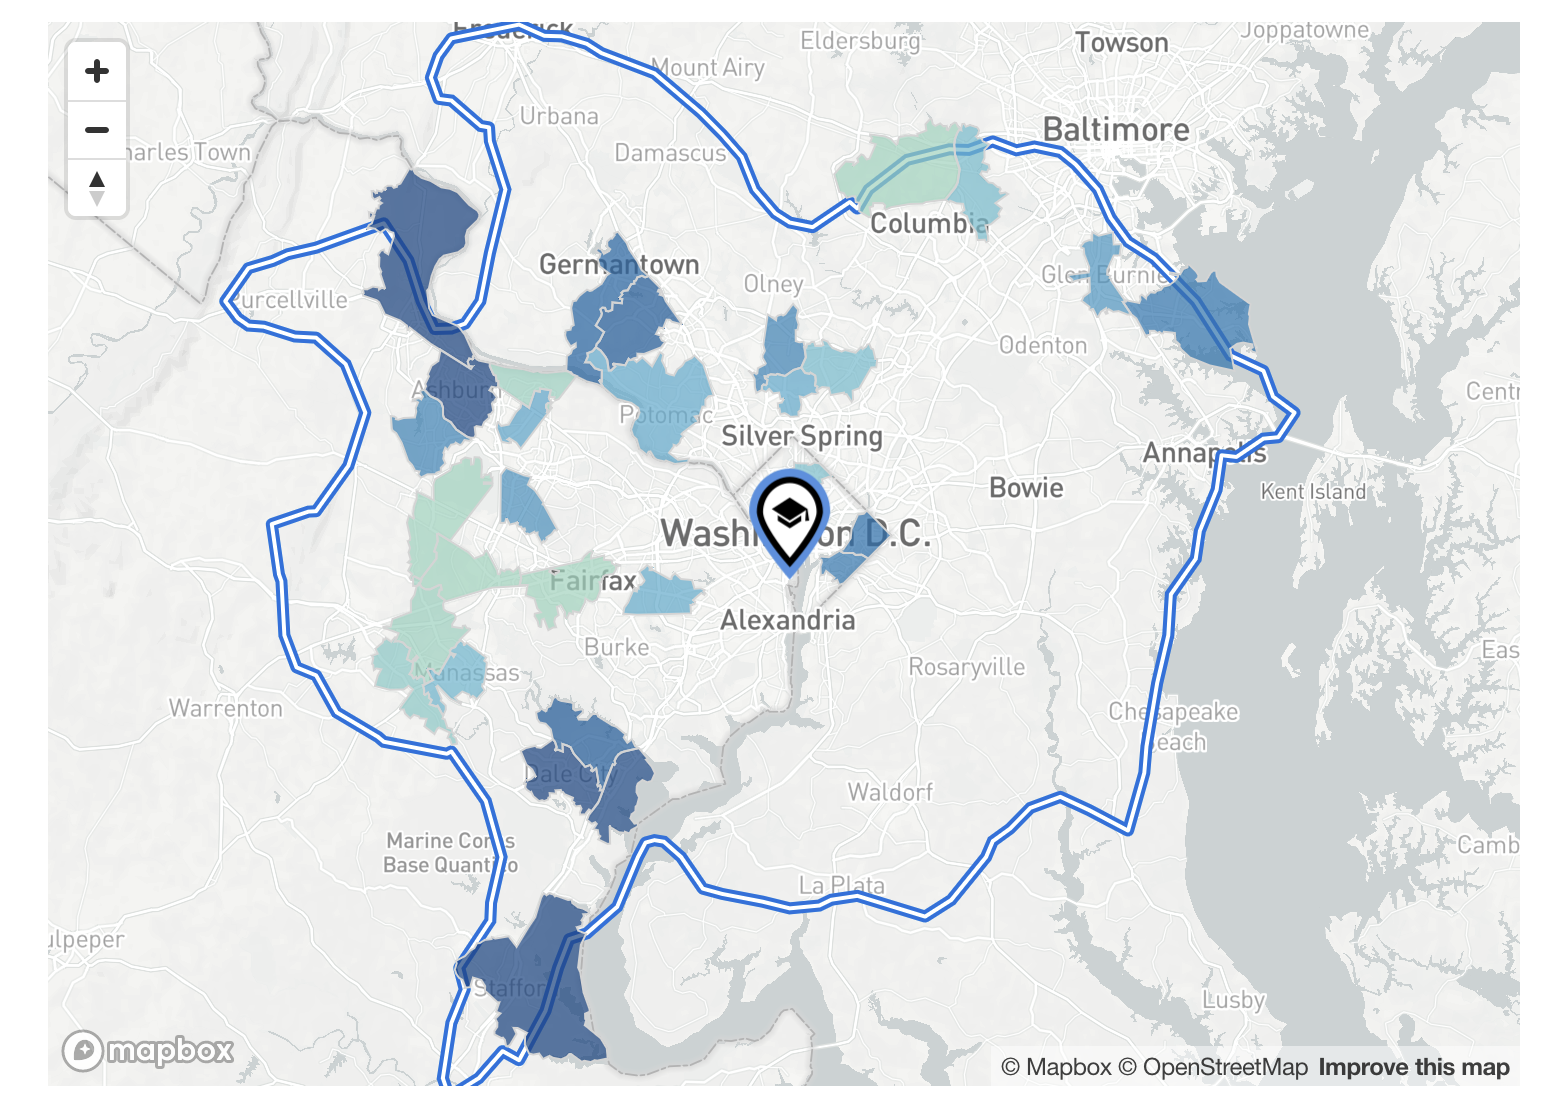 Frederick
Eldersburg
Towson
Joppatowne
Mount Airy
Urbana
Baltimore
Damascus
harles Town
Columbia
Germantown
Glen Burnie
Olney
Purcellville
Odenton
Ashburn
Centr
Potomac
Silver Spring
Annapolis
Bowie
Kent Island
Washington D.C.
Fairfax
Alexandria
Burke
Eas
Rosaryville
Manassas
Warrenton
Chesapeake
Beach
Dale City
Waldorf
Marine Corps
Base Quantico
Camb
La Plata
ulpeper
Stafford
Lusby
mapbox
© Mapbox © OpenStreetMap Improve this map